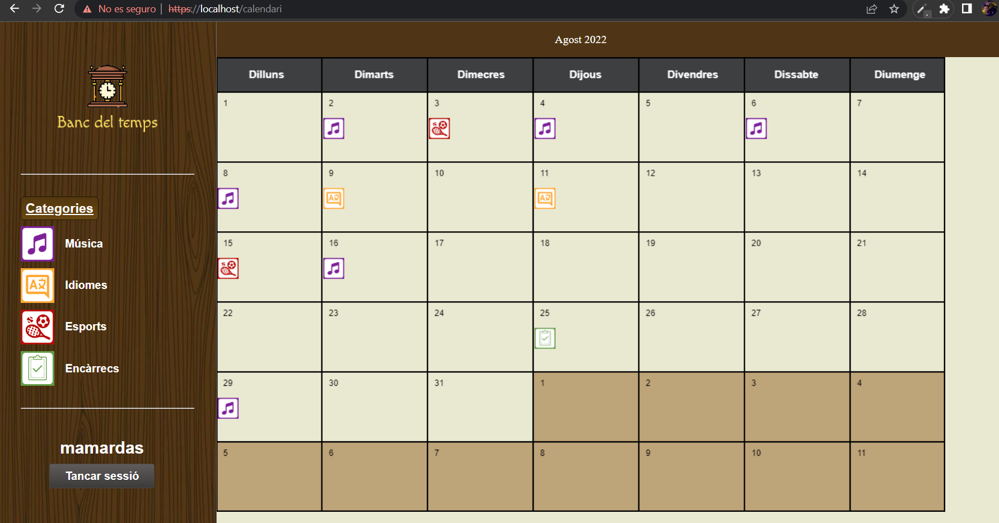 No es seguro | https://localhost/calendari
Banc del temps
Categories
Música
Idiomes
Esports
Encàrrecs
mamardas
Tancar sessió
Agost 2022
Dilluns Dimarts Dimecres Dijous Divendres Dissabte Diumenge
1 2 3 4 5 6 7
8 9 10 11 12 13 14
15 16 17 18 19 20 21
22 23 24 25 26 27 28
29 30 31 1 2 3 4
5 6 7 8 9 10 11